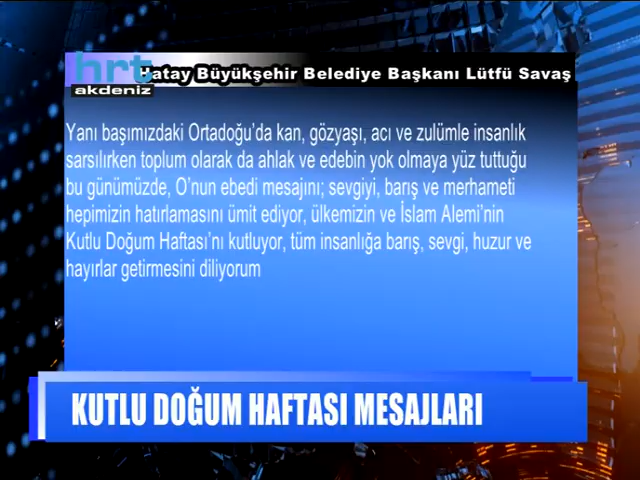 hrt
akdeniz
Hatay Büyükşehir Belediye Başkanı Lütfü Savaş
Yanı başımızdaki Ortadoğu'da kan, gözyaşı, acı ve zulümle insanlık
sarsılırken toplum olarak da ahlak ve edebin yok olmaya yüz tuttuğu
bu günümüzde, O'nun ebedi mesajını; sevgiyi, barış ve merhameti
hepimizin hatırlamasını ümit ediyor, ülkemizin ve İslam Alemi'nin
Kutlu Doğum Haftası'nı kutluyor, tüm insanlığa barış, sevgi, huzur ve
hayırlar getirmesini diliyorum
KUTLU DOĞUM HAFTASI MESAJLARI